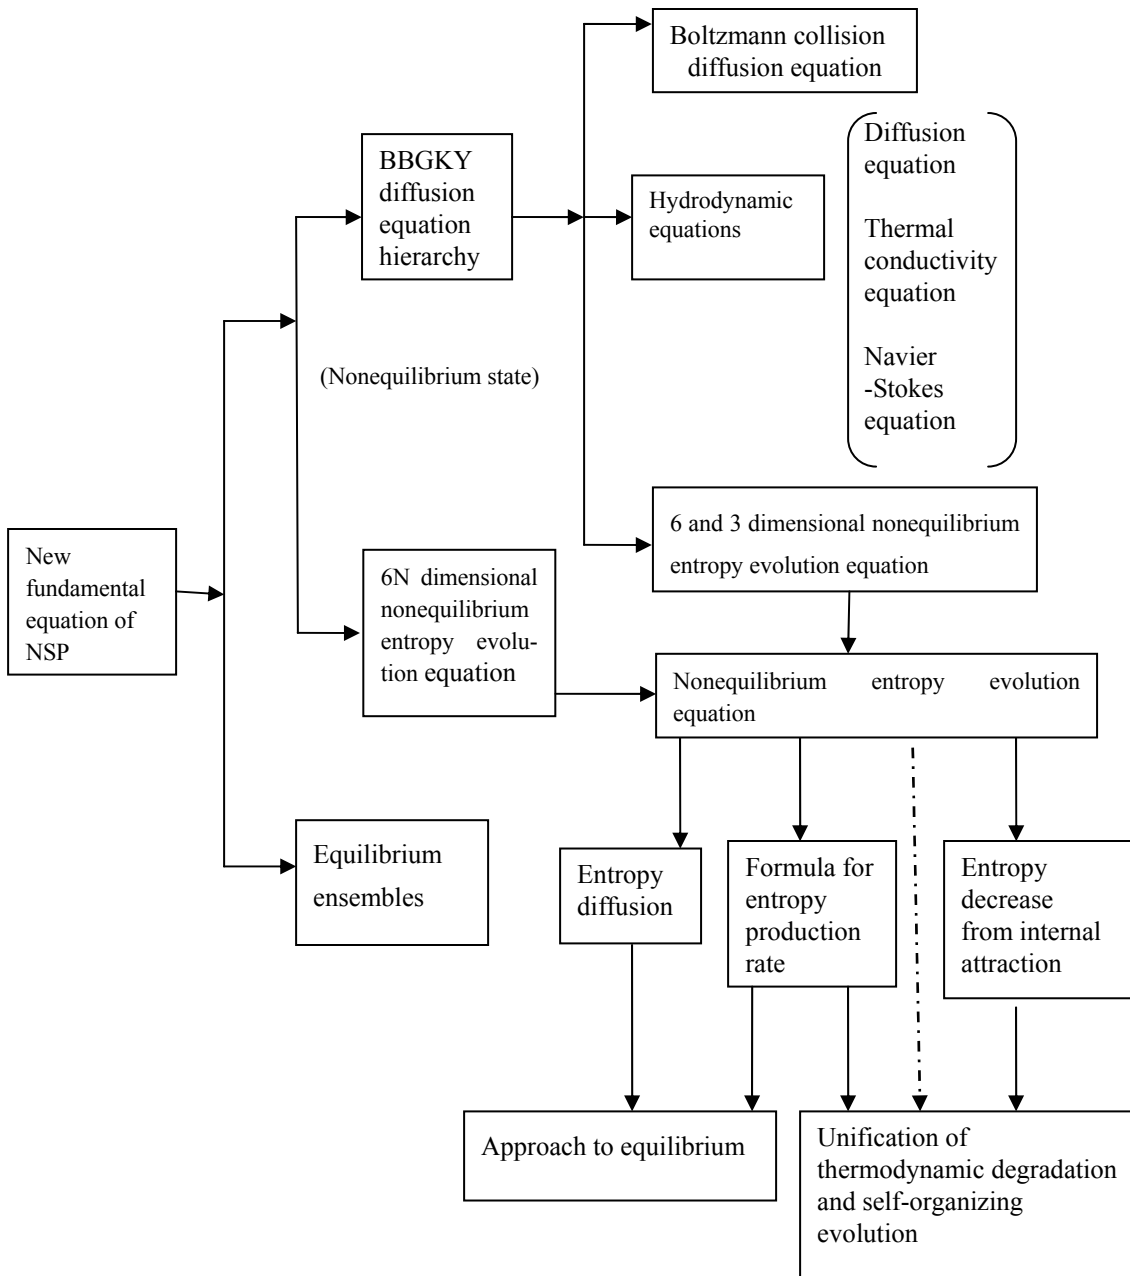 Boltzmann collision
diffusion equation
BBGKY
diffusion
equation
hierarchy
Hydrodynamic
equations
Diffusion
equation
Thermal
conductivity
equation
Navier
-Stokes
equation
(Nonequilibrium state)
6 and 3 dimensional nonequilibrium
entropy evolution equation
New
fundamental
equation of
NSP
6N dimensional
nonequilibrium
entropy evolu-
tion equation
Nonequilibrium entropy evolution
equation
Equilibrium
ensembles
Entropy
diffusion
Formula for
entropy
production
rate
Entropy
decrease
from internal
attraction
Approach to equilibrium
Unification of
thermodynamic degradation
and self-organizing
evolution